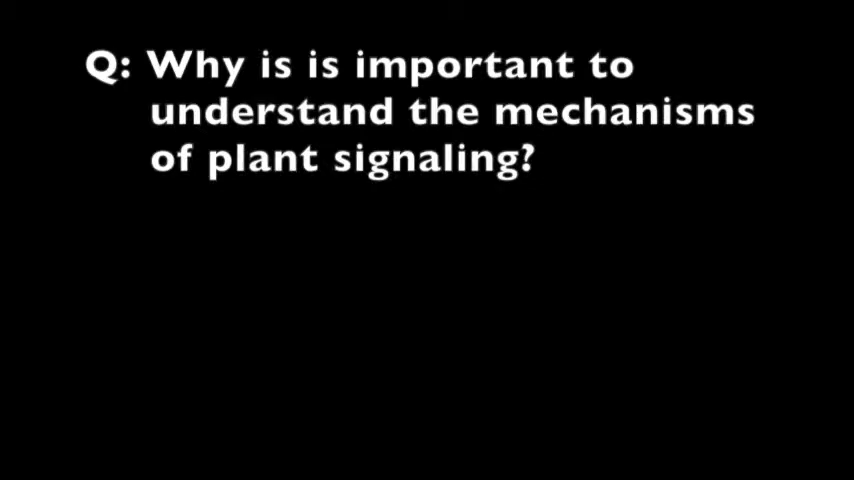 Q: Why is is important to
understand the mechanisms
of plant signaling?